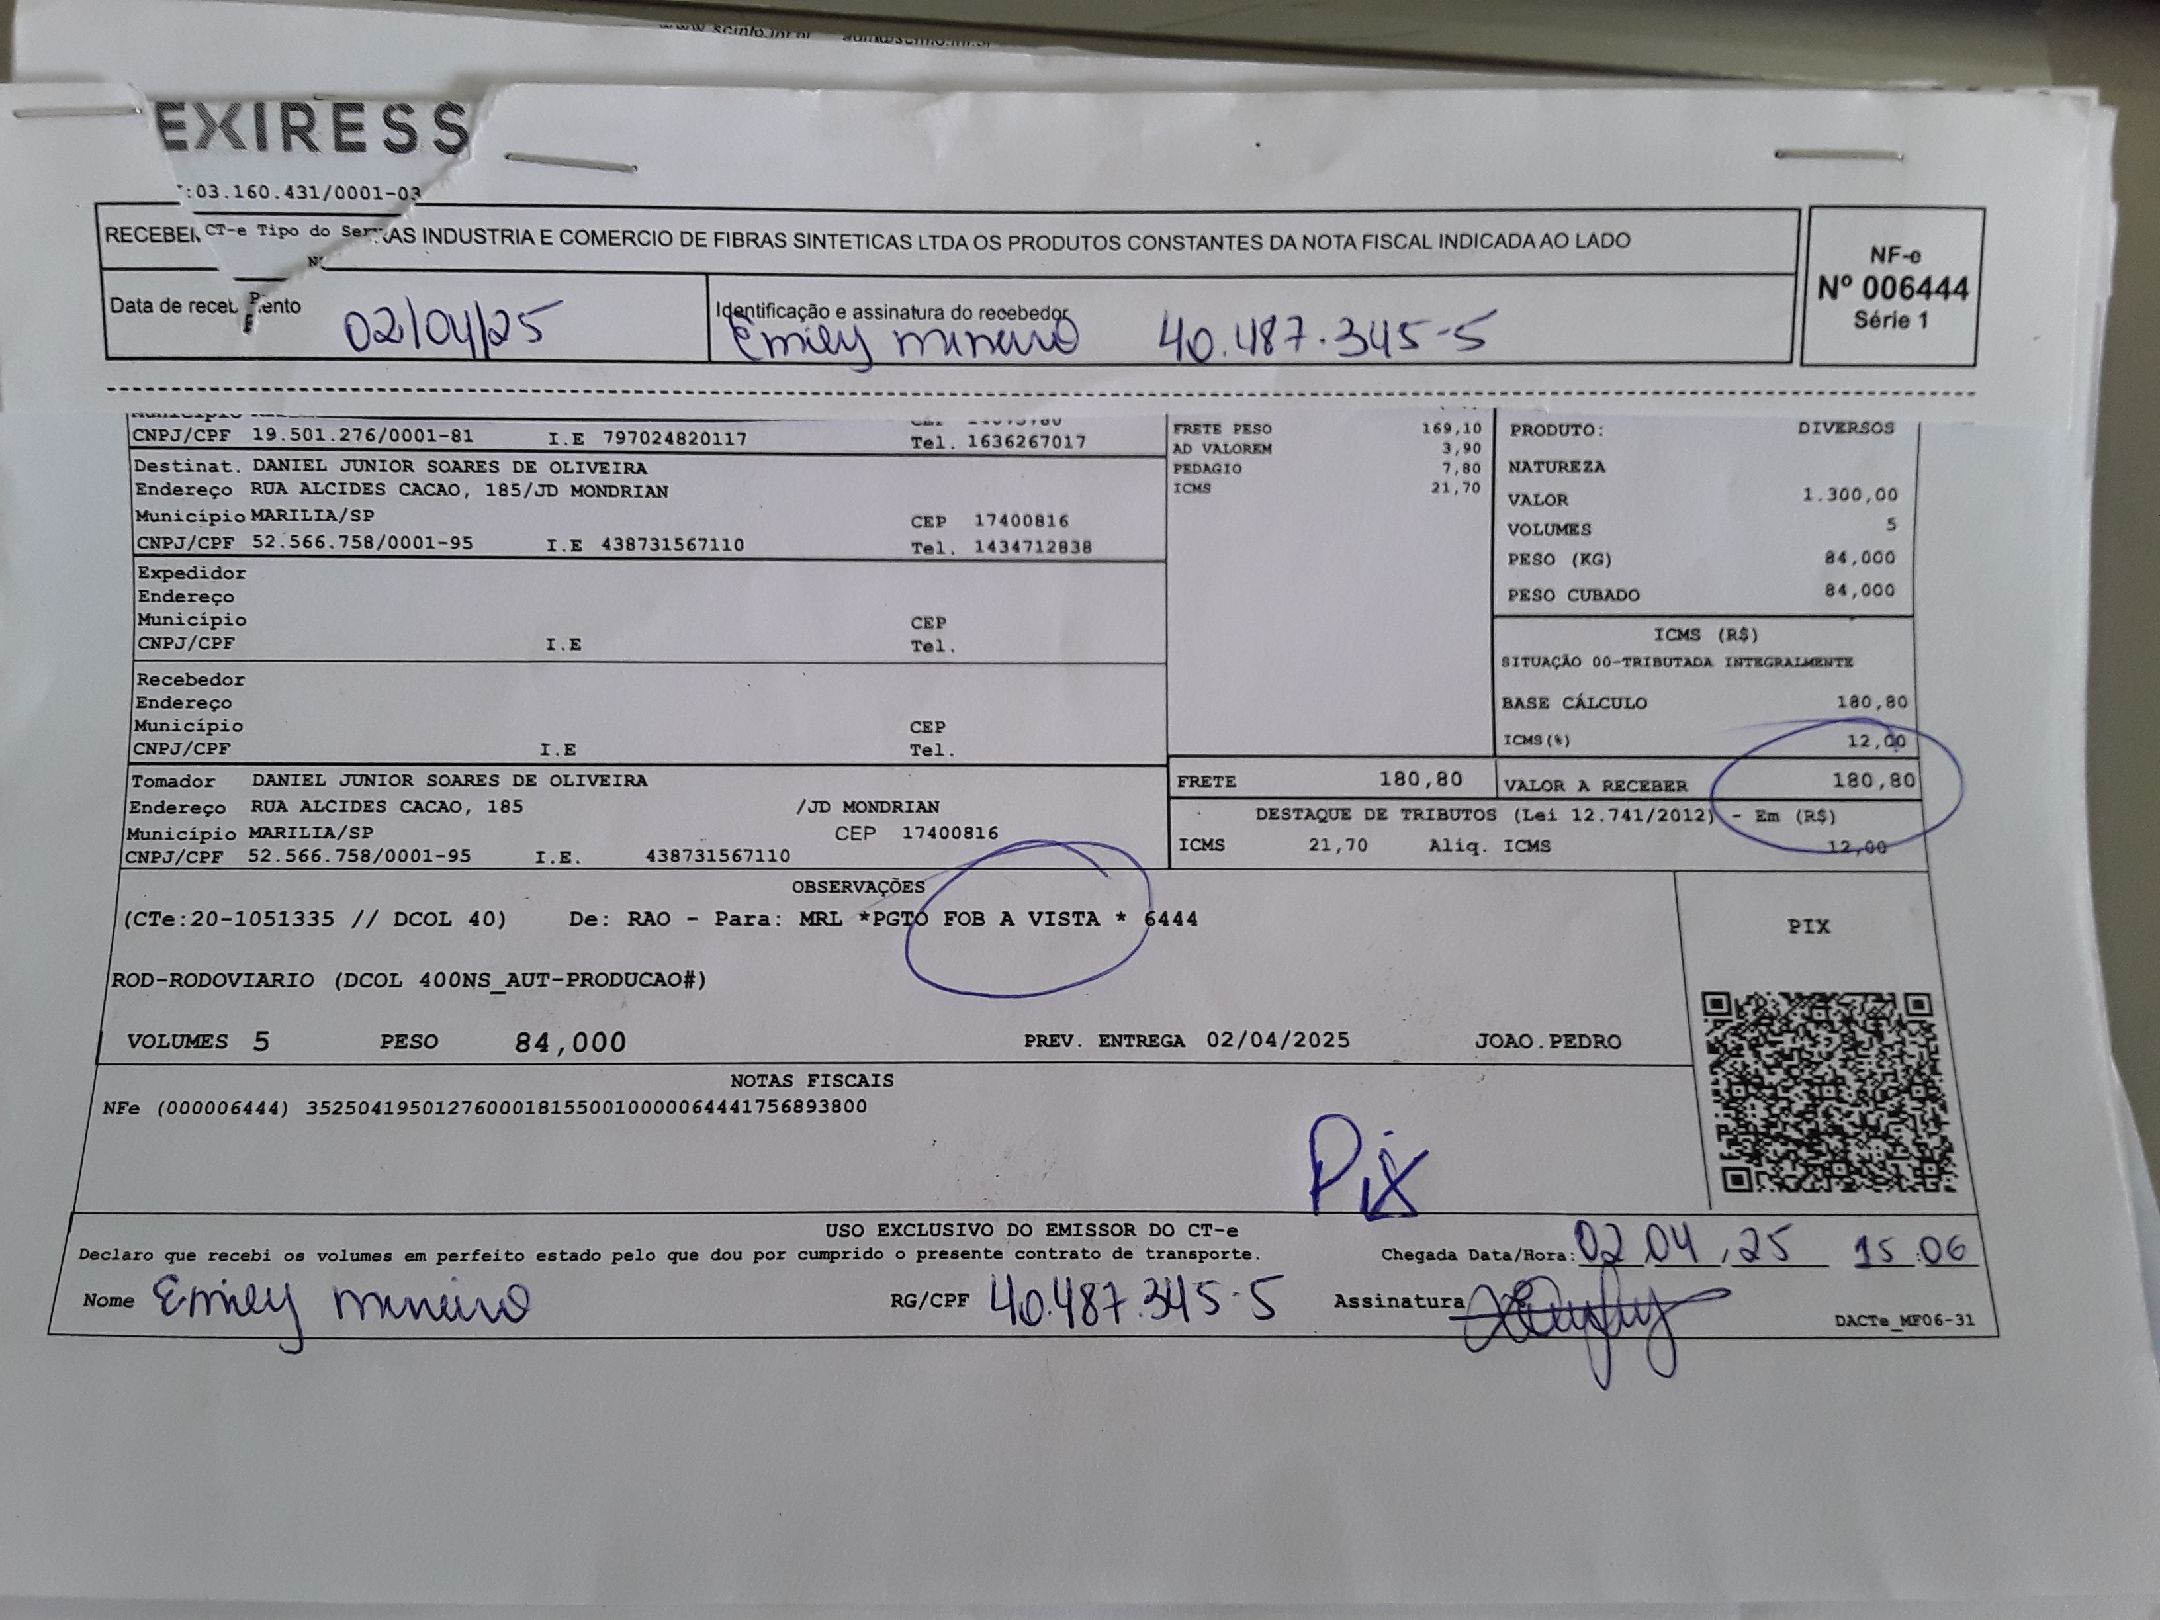 EXIRESS
:03.160.431/0001-03
CT-e Tipo do Ser
INDUSTRIA E COMERCIO DE FIBRAS SINTETICAS LTDA OS PRODUTOS CONSTANTES DA NOTA FISCAL INDICADA AO LADO
NF-e
Nº 006444
Série 1
Data de 02/04/25
Identificação e assinatura do recebedor
Emily mineiro 40.487.345-5
CNPJ/CPF 19.501.276/0001-81 I.E 797024820117 Tel. 1636267017
Destinat. DANIEL JUNIOR SOARES DE OLIVEIRA
Endereço RUA ALCIDES CACAO, 185/JD MONDRIAN
Município MARILIA/SP CEP 17400816
CNPJ/CPF 52.566.758/0001-95 I.E 438731567110 Tel. 1434712838
Expedidor
Endereço
Município CEP
CNPJ/CPF I.E Tel.
Recebedor
Endereço
Município CEP
CNPJ/CPF I.E Tel.
Tomador DANIEL JUNIOR SOARES DE OLIVEIRA
Endereço RUA ALCIDES CACAO, 185 /JD MONDRIAN
Município MARILIA/SP CEP 17400816
CNPJ/CPF 52.566.758/0001-95 I.E. 438731567110
FRETE PESO 169,10
AD VALOREM 3,90
PEDAGIO 7,80
ICMS 21,70
PRODUTO: DIVERSOS
NATUREZA
VALOR 1.300,00
VOLUMES 5
PESO (KG) 84,000
PESO CUBADO 84,000
ICMS (R$)
SITUAÇÃO 00-TRIBUTADA INTEGRALMENTE
BASE CÁLCULO 180,80
ICMS(%) 12,00
FRETE 180,80 VALOR A RECEBER 180,80
DESTAQUE DE TRIBUTOS (Lei 12.741/2012) - Em (R$)
ICMS 21,70 Aliq. ICMS 12,00
OBSERVAÇÕES
(CTe:20-1051335 // DCOL 40) De: RAO - Para: MRL *PGTO FOB A VISTA * 6444
ROD-RODOVIARIO (DCOL 400NS_AUT-PRODUCAO#)
VOLUMES 5 PESO 84,000 PREV. ENTREGA 02/04/2025 JOAO.PEDRO
PIX
NOTAS FISCAIS
NFe (000006444) 35250419501276000181550010000064441756893800
Pix
USO EXCLUSIVO DO EMISSOR DO CT-e
Declaro que recebi os volumes em perfeito estado pelo que dou por cumprido o presente contrato de transporte.
Chegada Data/Hora: 02 04 25 15:06
Nome Emily mineiro RG/CPF 40.487.345-5 Assinatura
DACTe_MF06-31